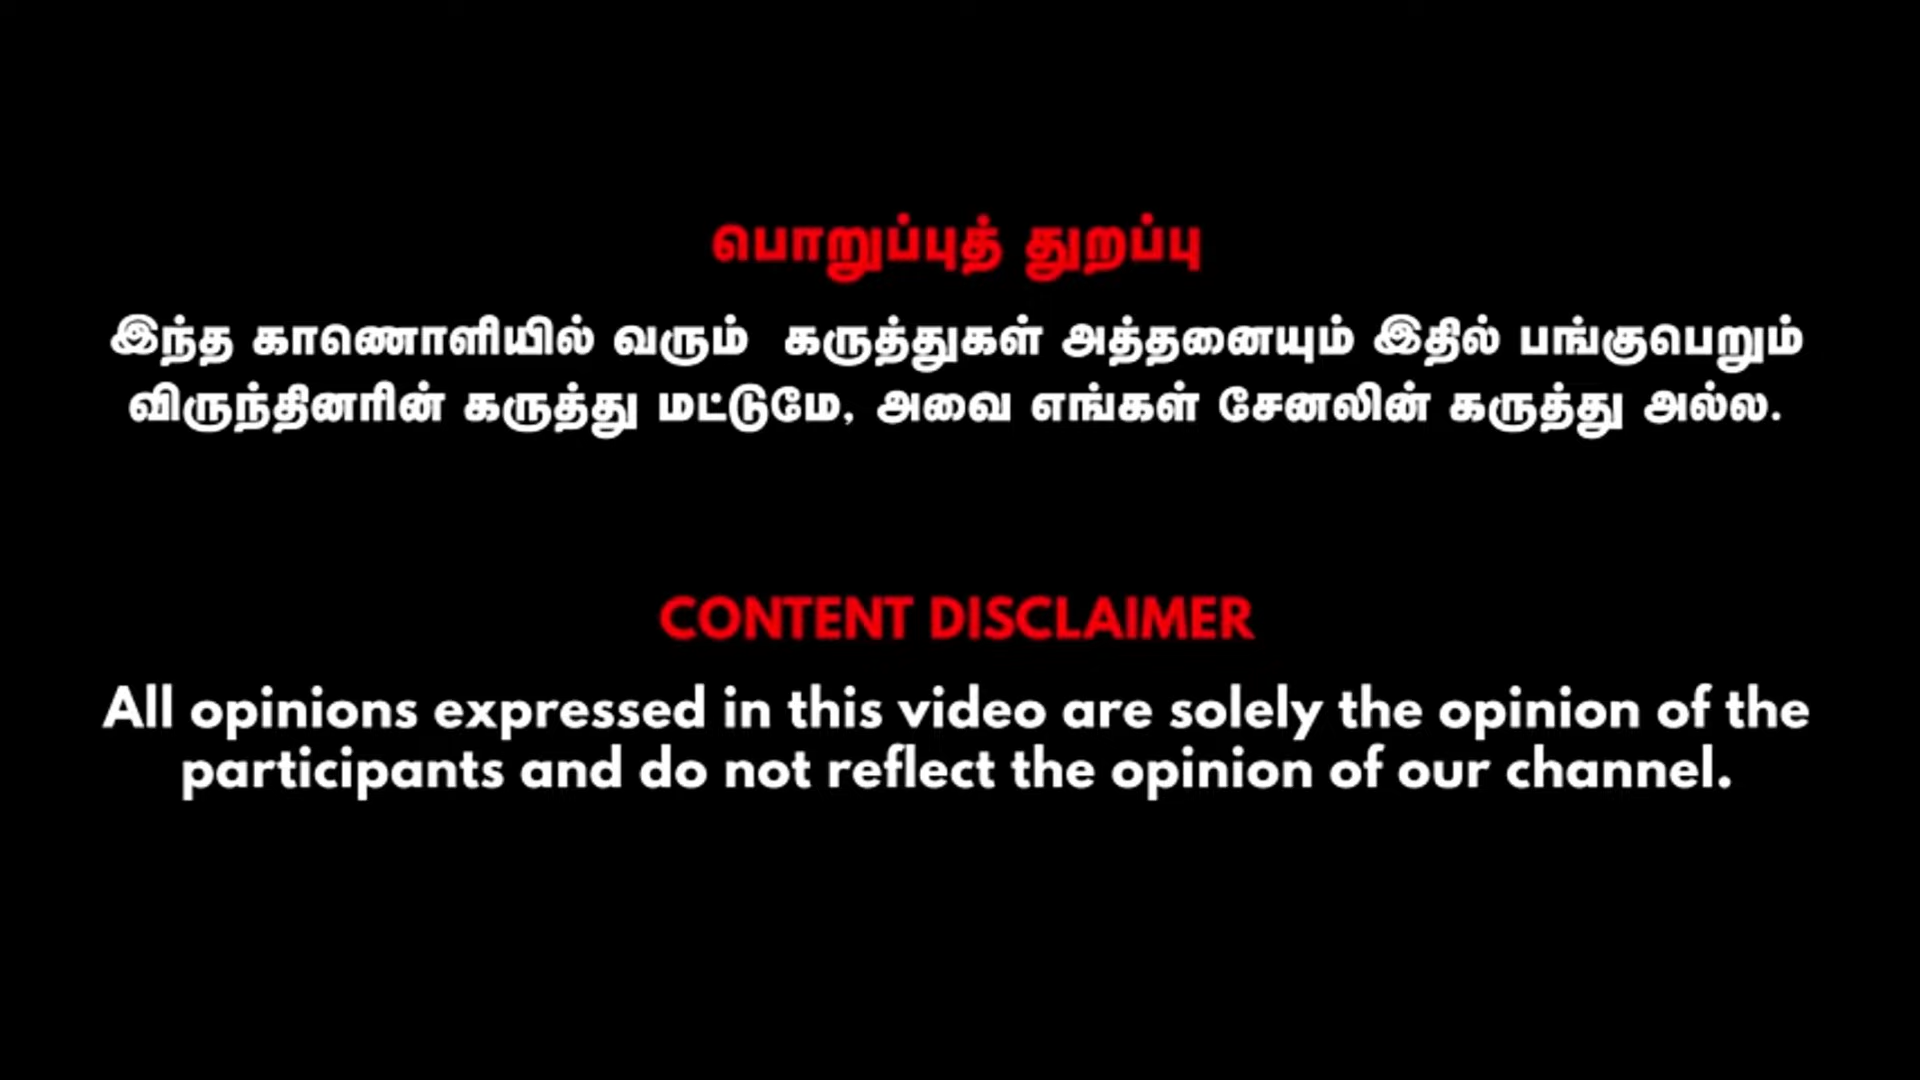 பொறுப்புத் துறப்பு
இந்த காணொளியில் வரும் கருத்துகள் அத்தனையும் இதில் பங்குபெறும்
விருந்தினரின் கருத்து மட்டுமே, அவை எங்கள் சேனலின் கருத்து அல்ல.
CONTENT DISCLAIMER
All opinions expressed in this video are solely the opinion of the
participants and do not reflect the opinion of our channel.